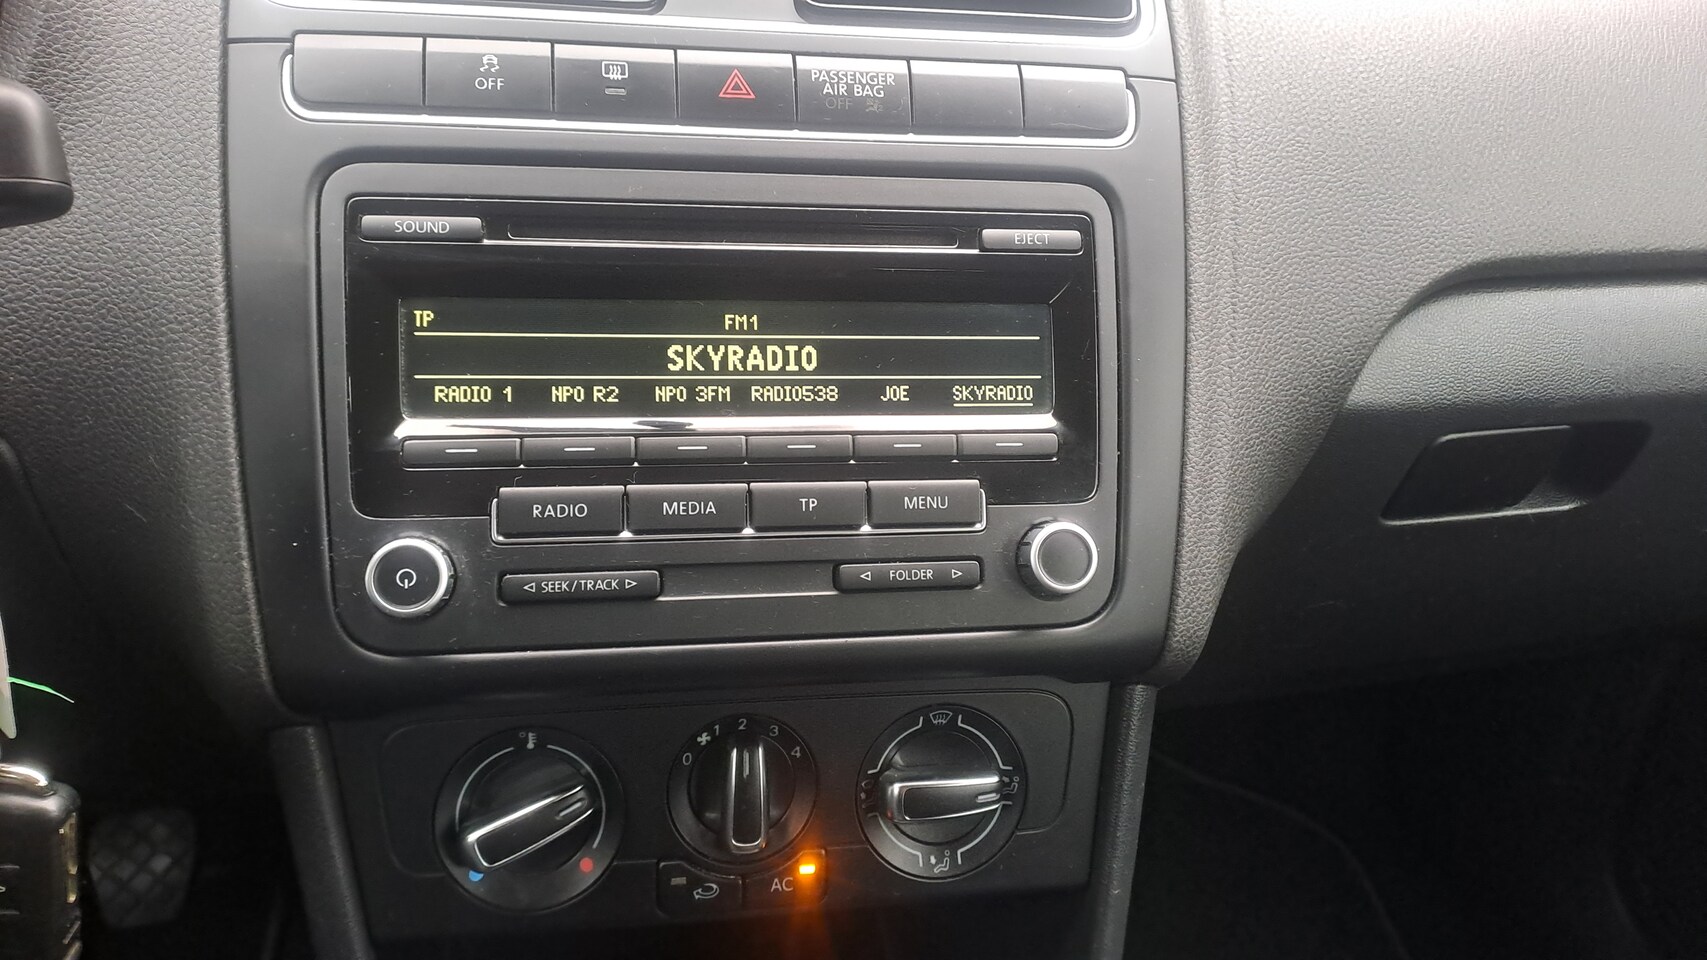 OFF
PASSENGER
AIR BAG
OFF
SOUND
EJECT
TP FM1
SKYRADIO
RADIO 1 NPO R2 NPO 3FM RADIO538 JOE SKYRADIO
RADIO MEDIA TP MENU
SEEK/TRACK FOLDER
0 1 2 3 4
AC